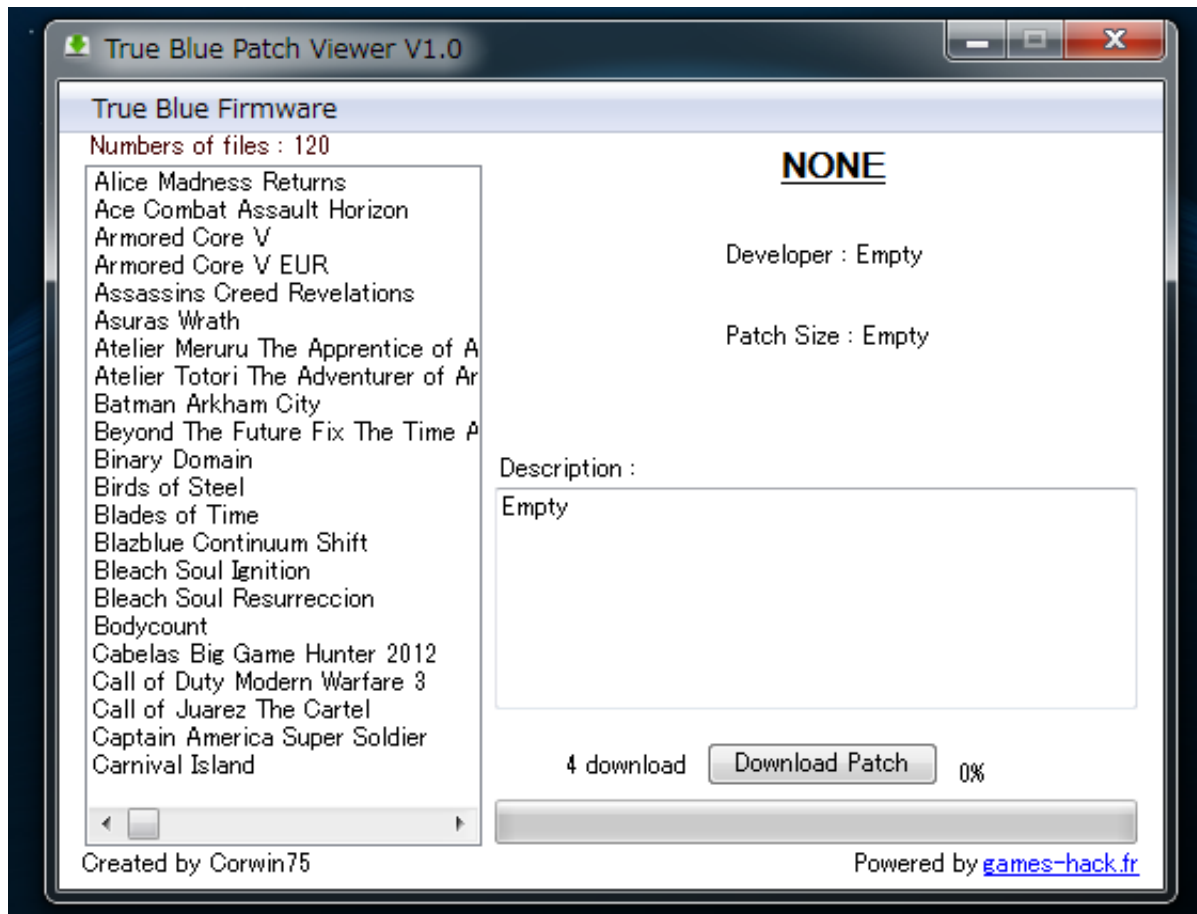 True Blue Patch Viewer V1.0
True Blue Firmware
Numbers of files : 120
Alice Madness Returns
Ace Combat Assault Horizon
Armored Core V
Armored Core V EUR
Assassins Creed Revelations
Asuras Wrath
Atelier Meruru The Apprentice of A
Atelier Totori The Adventurer of Ar
Batman Arkham City
Beyond The Future Fix The Time A
Binary Domain
Birds of Steel
Blades of Time
Blazblue Continuum Shift
Bleach Soul Ignition
Bleach Soul Resurreccion
Bodycount
Cabelas Big Game Hunter 2012
Call of Duty Modern Warfare 3
Call of Juarez The Cartel
Captain America Super Soldier
Carnival Island
NONE
Developer : Empty
Patch Size : Empty
Description :
Empty
4 download
Download Patch
0%
Created by Corwin75
Powered by games-hack.fr